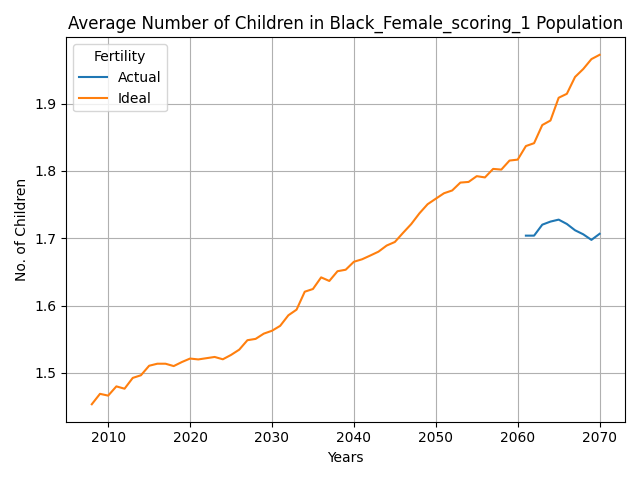 Average Number of Children in Black_Female_scoring_1 Population
Fertility
Actual
Ideal
No. of Children
1.9
1.8
1.7
1.6
1.5
2010 2020 2030 2040 2050 2060 2070
Years